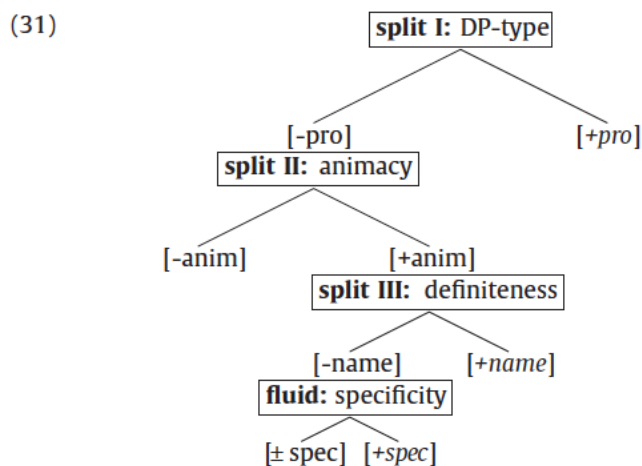 (31)
split I: DP-type
[-pro] [+pro]
split II: animacy
[-anim] [+anim]
split III: definiteness
[-name] [+name]
fluid: specificity
[± spec] [+spec]